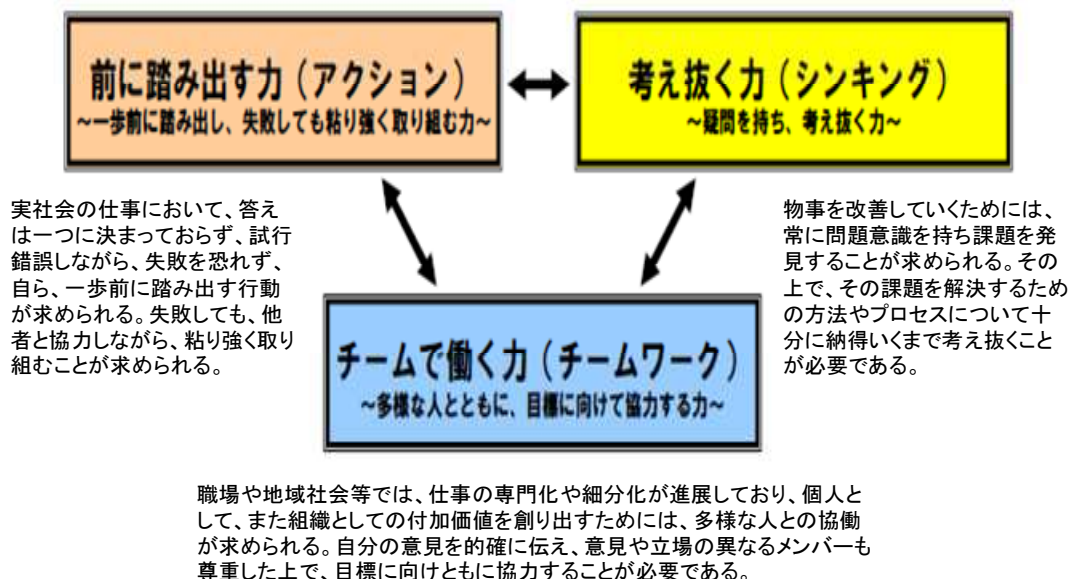 前に踏み出す力(アクション)
~一歩前に踏み出し、失敗しても粘り強く取り組む力~
考え抜く力(シンキング)
~疑問を持ち、考え抜く力~
実社会の仕事において、答え
は一つに決まっておらず、試行
錯誤しながら、失敗を恐れず、
自ら、一歩前に踏み出す行動
が求められる。失敗しても、他
者と協力しながら、粘り強く取り
組むことが求められる。
物事を改善していくためには、
常に問題意識を持ち課題を発
見することが求められる。その
上で、その課題を解決するため
の方法やプロセスについて十
分に納得いくまで考え抜くこと
が必要である。
チームで働く力(チームワーク)
~多様な人とともに、目標に向けて協力する力~
職場や地域社会等では、仕事の専門化や細分化が進展しており、個人と
して、また組織としての付加価値を創り出すためには、多様な人との協働
が求められる。自分の意見を的確に伝え、意見や立場の異なるメンバーも
尊重した上で、目標に向けともに協力することが必要である。